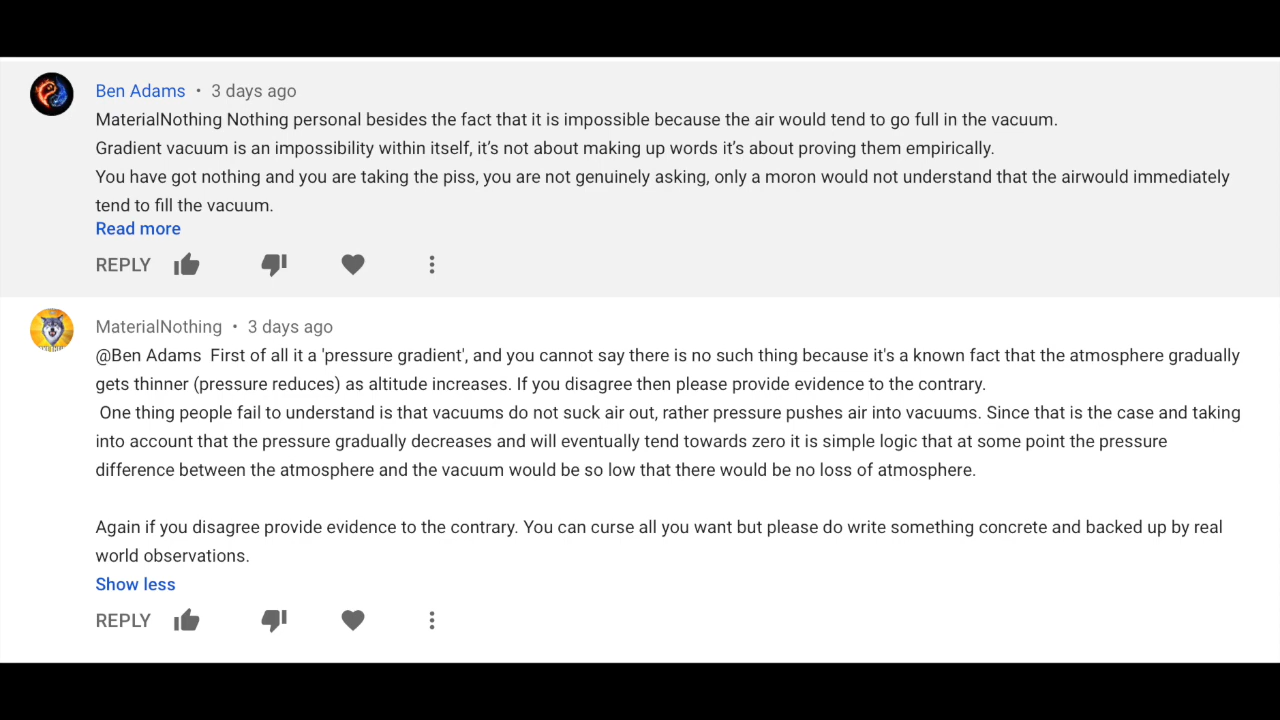 Ben Adams • 3 days ago
MaterialNothing Nothing personal besides the fact that it is impossible because the air would tend to go full in the vacuum.
Gradient vacuum is an impossibility within itself, it’s not about making up words it’s about proving them empirically.
You have got nothing and you are taking the piss, you are not genuinely asking, only a moron would not understand that the airwould immediately
tend to fill the vacuum.
Read more
REPLY
MaterialNothing • 3 days ago
@Ben Adams  First of all it a 'pressure gradient', and you cannot say there is no such thing because it's a known fact that the atmosphere gradually
gets thinner (pressure reduces) as altitude increases. If you disagree then please provide evidence to the contrary.
One thing people fail to understand is that vacuums do not suck air out, rather pressure pushes air into vacuums. Since that is the case and taking
into account that the pressure gradually decreases and will eventually tend towards zero it is simple logic that at some point the pressure
difference between the atmosphere and the vacuum would be so low that there would be no loss of atmosphere.
Again if you disagree provide evidence to the contrary. You can curse all you want but please do write something concrete and backed up by real
world observations.
Show less
REPLY